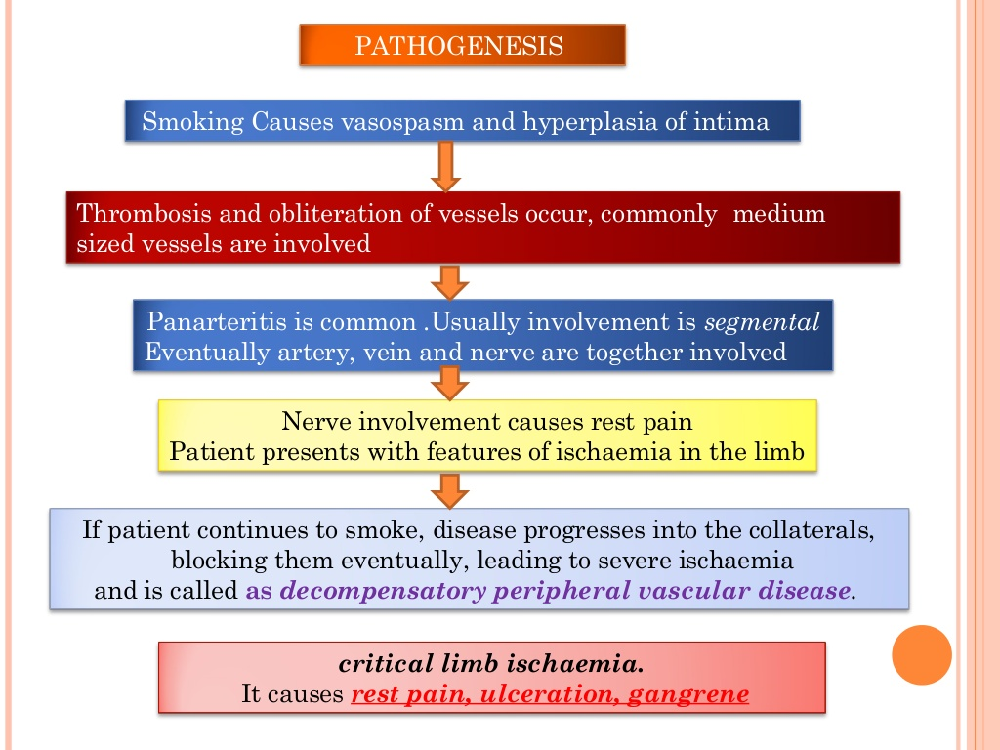 PATHOGENESIS
Smoking Causes vasospasm and hyperplasia of intima
Thrombosis and obliteration of vessels occur, commonly  medium
sized vessels are involved
Panarteritis is common .Usually involvement is segmental
Eventually artery, vein and nerve are together involved
Nerve involvement causes rest pain
Patient presents with features of ischaemia in the limb
If patient continues to smoke, disease progresses into the collaterals,
blocking them eventually, leading to severe ischaemia
and is called as decompensatory peripheral vascular disease.
critical limb ischaemia.
It causes rest pain, ulceration, gangrene